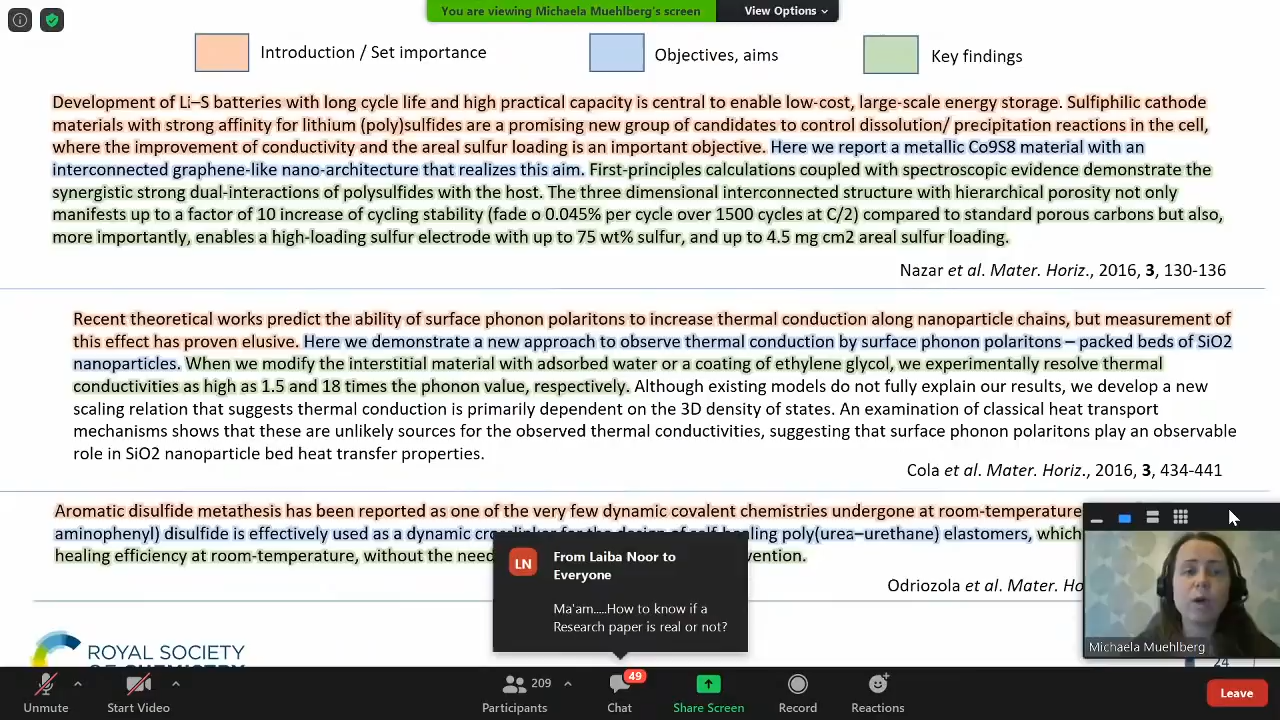 You are viewing Michaela Muehlberg's screen
View Options
Introduction / Set importance
Objectives, aims
Key findings
Development of Li–S batteries with long cycle life and high practical capacity is central to enable low-cost, large-scale energy storage. Sulfiphilic cathode
materials with strong affinity for lithium (poly)sulfides are a promising new group of candidates to control dissolution/ precipitation reactions in the cell,
where the improvement of conductivity and the areal sulfur loading is an important objective. Here we report a metallic Co9S8 material with an
interconnected graphene-like nano-architecture that realizes this aim. First-principles calculations coupled with spectroscopic evidence demonstrate the
synergistic strong dual-interactions of polysulfides with the host. The three dimensional interconnected structure with hierarchical porosity not only
manifests up to a factor of 10 increase of cycling stability (fade o 0.045% per cycle over 1500 cycles at C/2) compared to standard porous carbons but also,
more importantly, enables a high-loading sulfur electrode with up to 75 wt% sulfur, and up to 4.5 mg cm2 areal sulfur loading.
Nazar et al. Mater. Horiz., 2016, 3, 130-136
Recent theoretical works predict the ability of surface phonon polaritons to increase thermal conduction along nanoparticle chains, but measurement of
this effect has proven elusive. Here we demonstrate a new approach to observe thermal conduction by surface phonon polaritons – packed beds of SiO2
nanoparticles. When we modify the interstitial material with adsorbed water or a coating of ethylene glycol, we experimentally resolve thermal
conductivities as high as 1.5 and 18 times the phonon value, respectively. Although existing models do not fully explain our results, we develop a new
scaling relation that suggests thermal conduction is primarily dependent on the 3D density of states. An examination of classical heat transport
mechanisms shows that these are unlikely sources for the observed thermal conductivities, suggesting that surface phonon polaritons play an observable
role in SiO2 nanoparticle bed heat transfer properties.
Cola et al. Mater. Horiz., 2016, 3, 434-441
Aromatic disulfide metathesis has been reported as one of the very few dynamic covalent chemistries undergone at room-temperature
aminophenyl) disulfide is effectively used as a dynamic crosslinker for the design of self-healing poly(urea–urethane) elastomers, which
healing efficiency at room-temperature, without the need
Odriozola et al. Mater. Ho
LN
From Laiba Noor to
Everyone
Ma'am.....How to know if a
Research paper is real or not?
ROYAL SOCIETY
OF CHEMISTRY
Michaela Muehlberg
24
Unmute
Start Video
209
Participants
49
Chat
Share Screen
Record
Reactions
Leave